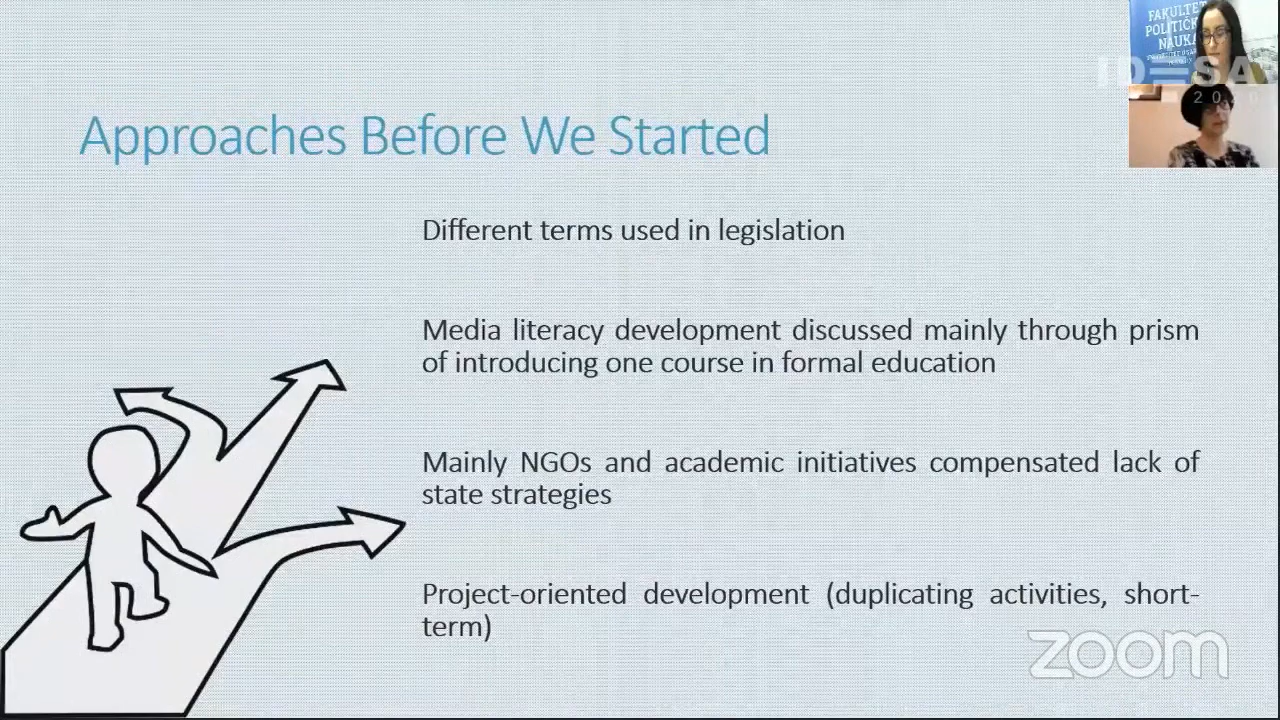 Approaches Before We Started
Different terms used in legislation
Media literacy development discussed mainly through prism
of introducing one course in formal education
Mainly NGOs and academic initiatives compensated lack of
state strategies
Project-oriented development (duplicating activities, short-
term)
FAKULTET
POLITIČK
NAUKA
zoom